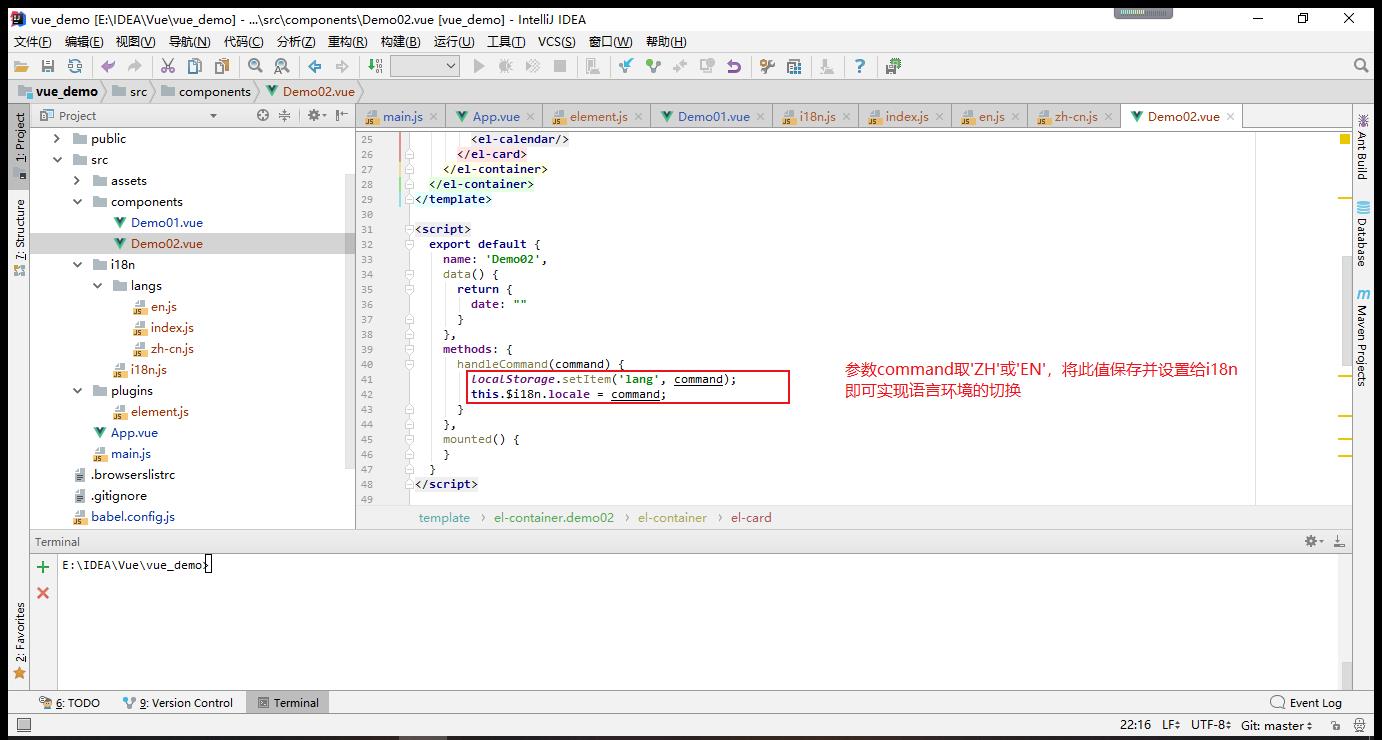 vue_demo [E:\IDEA\Vue\vue_demo] - ...\src\components\Demo02.vue [vue_demo] - IntelliJ IDEA
文件(F) 编辑(E) 视图(V) 导航(N) 代码(C) 分析(Z) 重构(R) 构建(B) 运行(U) 工具(T) VCS(S) 窗口(W) 帮助(H)
vue_demo src components Demo02.vue
Project
main.js App.vue element.js Demo01.vue i18n.js index.js en.js zh-cn.js Demo02.vue
1: Project
7: Structure
2: Favorites
public
src
assets
components
Demo01.vue
Demo02.vue
i18n
langs
en.js
index.js
zh-cn.js
i18n.js
plugins
element.js
App.vue
main.js
.browserslistrc
.gitignore
babel.config.js
25 <el-calendar/>
26 </el-card>
27 </el-container>
28 </el-container>
29 </template>
30
31 <script>
32 export default {
33 name: 'Demo02',
34 data() {
35 return {
36 date: ""
37 }
38 },
39 methods: {
40 handleCommand(command) {
41 localStorage.setItem('lang', command);
42 this.$i18n.locale = command;
43 }
44 },
45 mounted() {
46 }
47 }
48 </script>
49
参数command取'ZH'或'EN'，将此值保存并设置给i18n
即可实现语言环境的切换
template › el-container.demo02 › el-container › el-card
Ant Build
Database
Maven Projects
Terminal
E:\IDEA\Vue\vue_demo>
6: TODO 9: Version Control Terminal Event Log
22:16 LF UTF-8 Git: master